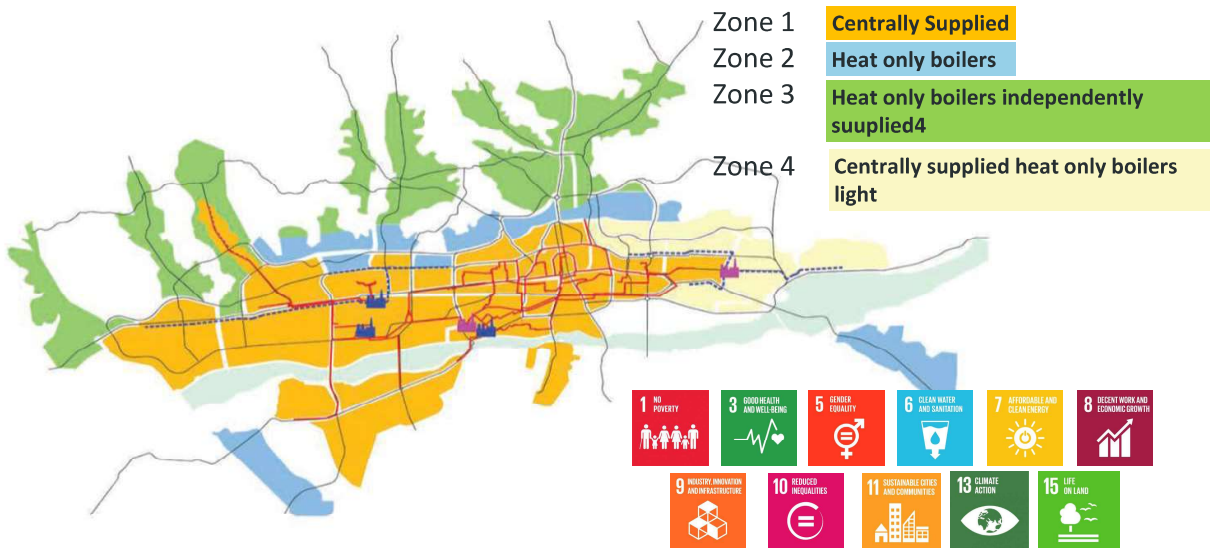 Zone 1
Centrally Supplied
Zone 2
Heat only boilers
Zone 3
Heat only boilers independently
suuplied4
Zone 4
Centrally supplied heat only boilers
light
1 NO
POVERTY
3 GOOD HEALTH
AND WELL-BEING
5 GENDER
EQUALITY
6 CLEAN WATER
AND SANITATION
7 AFFORDABLE AND
CLEAN ENERGY
8 DECENT WORK AND
ECONOMIC GROWTH
9 INDUSTRY, INNOVATION
AND INFRASTRUCTURE
10 REDUCED
INEQUALITIES
11 SUSTAINABLE CITIES
AND COMMUNITIES
13 CLIMATE
ACTION
15 LIFE
ON LAND